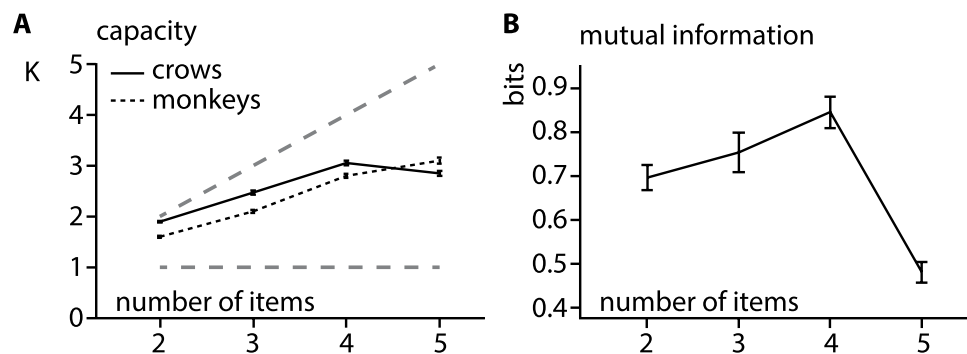 A
capacity
K
5
4
3
2
1
0
crows
monkeys
number of items
2 3 4 5
B
mutual information
bits
0.9
0.8
0.7
0.6
0.5
0.4
number of items
2 3 4 5